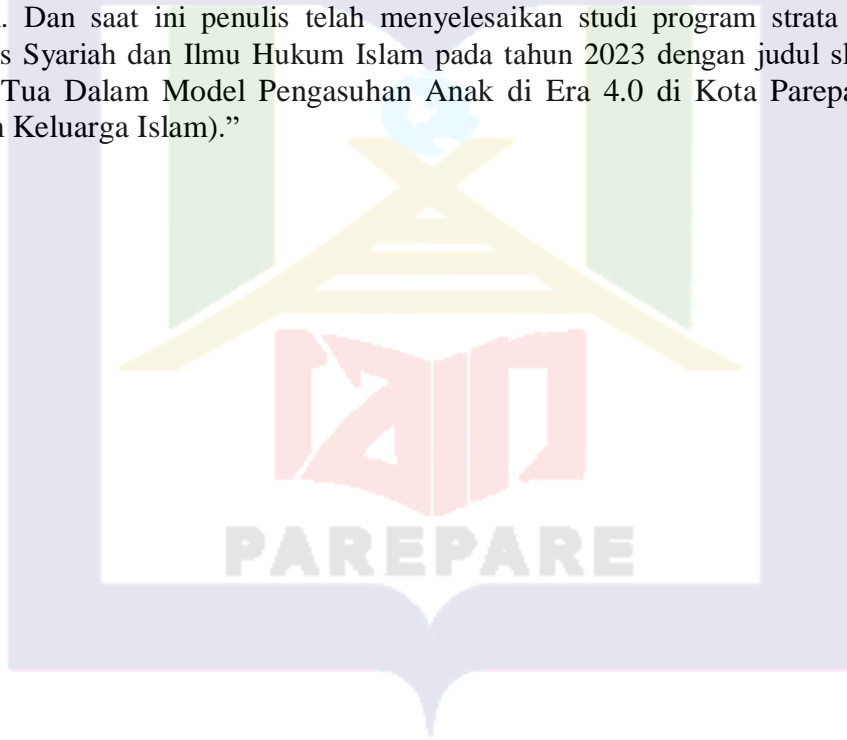 . Dan saat ini penulis telah menyelesaikan studi program strata
s Syariah dan Ilmu Hukum Islam pada tahun 2023 dengan judul s
Tua Dalam Model Pengasuhan Anak di Era 4.0 di Kota Parepa
Keluarga Islam).”
PAREPARE